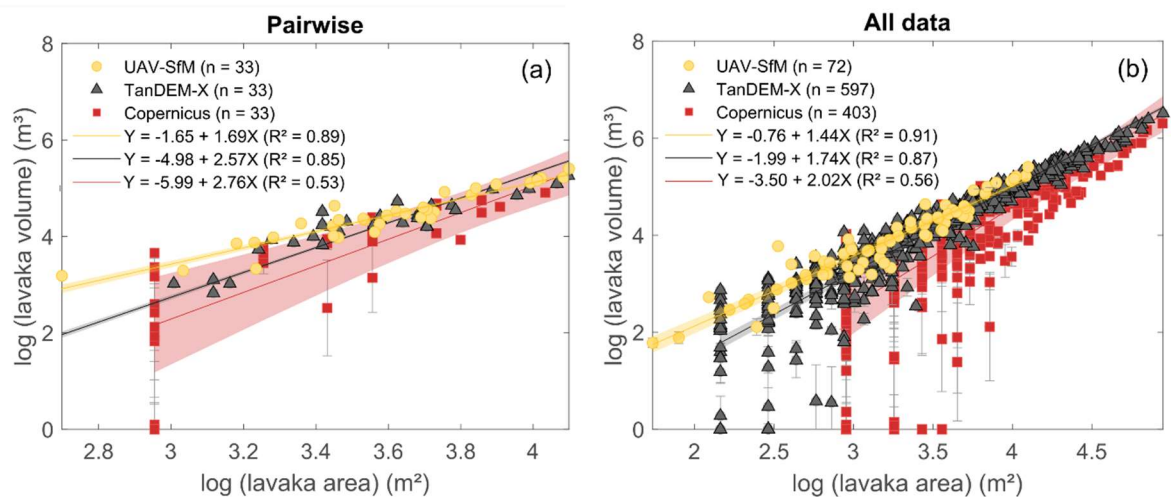 Pairwise
(a)
UAV-SfM (n = 33)
TanDEM-X (n = 33)
Copernicus (n = 33)
Y = -1.65 + 1.69X (R² = 0.89)
Y = -4.98 + 2.57X (R² = 0.85)
Y = -5.99 + 2.76X (R² = 0.53)
log (lavaka volume) (m³)
8
6
4
2
0
2.8 3 3.2 3.4 3.6 3.8 4
log (lavaka area) (m²)
All data
(b)
UAV-SfM (n = 72)
TanDEM-X (n = 597)
Copernicus (n = 403)
Y = -0.76 + 1.44X (R² = 0.91)
Y = -1.99 + 1.74X (R² = 0.87)
Y = -3.50 + 2.02X (R² = 0.56)
log (lavaka volume) (m³)
8
6
4
2
0
2 2.5 3 3.5 4 4.5
log (lavaka area) (m²)